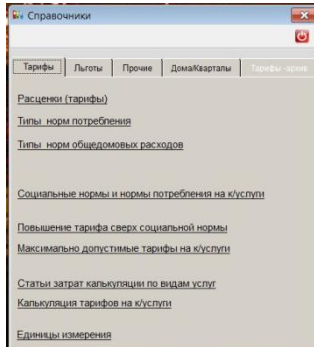 Справочники
Тарифы Льготы Прочие Дома/Кварталы Тарифы -архив
Расценки (тарифы)
Типы норм потребления
Типы норм общедомовых расходов
Социальные нормы и нормы потребления на к/услуги
Повышение тарифа сверх социальной нормы
Максимально допустимые тарифы на к/услуги
Статьи затрат калькуляции по видам услуг
Калькуляция тарифов на к/услуги
Единицы измерения